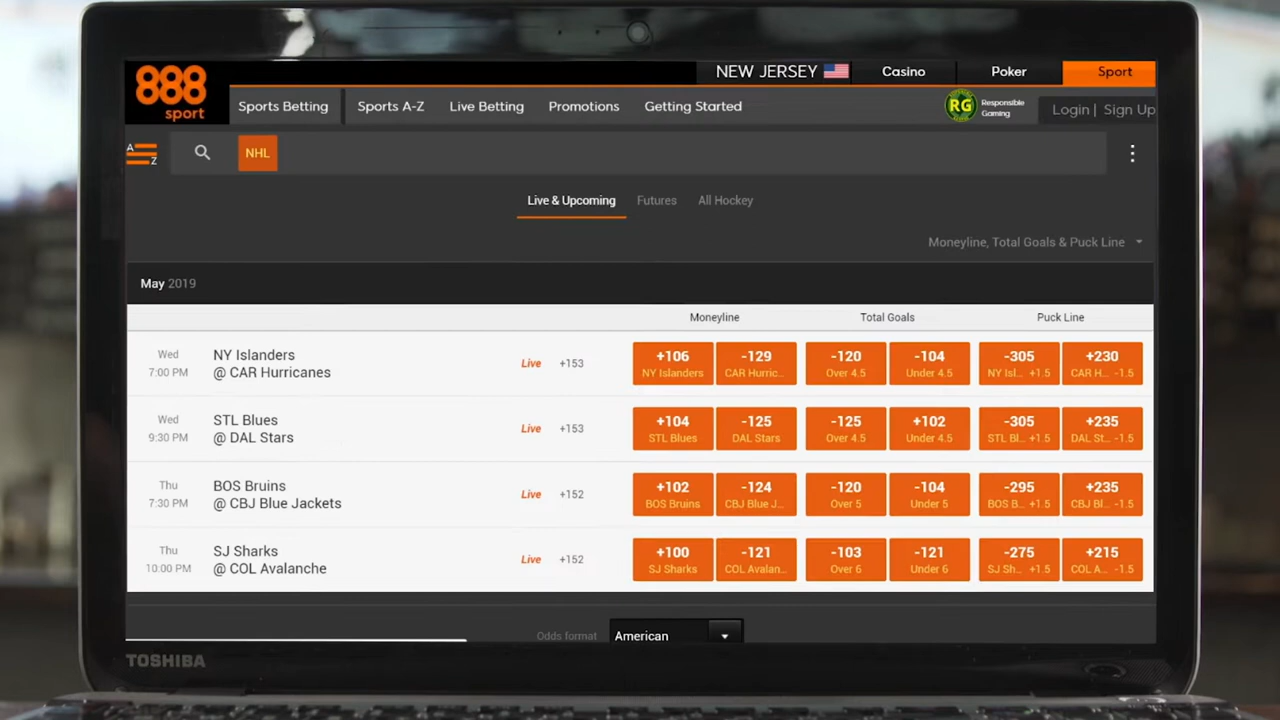 888
sport
NEW JERSEY
Casino
Poker
Sport
Sports Betting
Sports A-Z
Live Betting
Promotions
Getting Started
RG
Responsible
Gaming
Login | Sign Up
A
Z
NHL
Live & Upcoming
Futures
All Hockey
Moneyline, Total Goals & Puck Line
May 2019
Moneyline
Total Goals
Puck Line
Wed
7:00 PM
NY Islanders
@ CAR Hurricanes
Live
+153
+106
NY Islanders
-129
CAR Hurric...
-120
Over 4.5
-104
Under 4.5
-305
NY Isl... +1.5
+230
CAR H... -1.5
Wed
9:30 PM
STL Blues
@ DAL Stars
Live
+153
+104
STL Blues
-125
DAL Stars
-125
Over 4.5
+102
Under 4.5
-305
STL Bl... +1.5
+235
DAL St... -1.5
Thu
7:30 PM
BOS Bruins
@ CBJ Blue Jackets
Live
+152
+102
BOS Bruins
-124
CBJ Blue J...
-120
Over 5
-104
Under 5
-295
BOS B... +1.5
+235
CBJ Bl... -1.5
Thu
10:00 PM
SJ Sharks
@ COL Avalanche
Live
+152
+100
SJ Sharks
-121
COL Avalan...
-103
Over 6
-121
Under 6
-275
SJ Sh... +1.5
+215
COL A... -1.5
Odds format
American
TOSHIBA